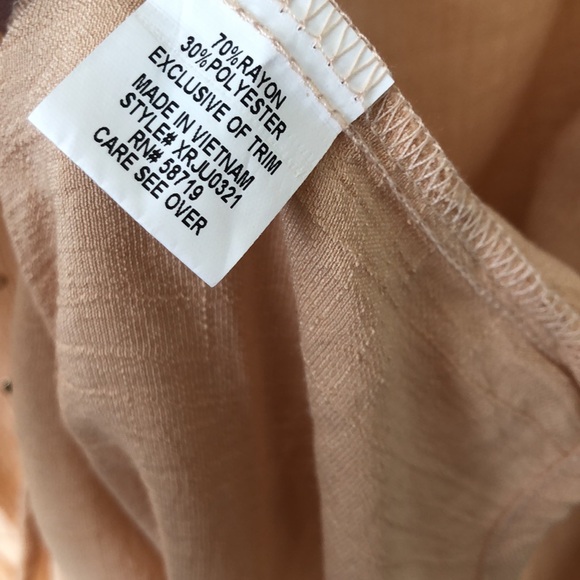 70%RAYON
30%POLYESTER
EXCLUSIVE OF TRIM
MADE IN VIETNAM
STYLE# XRJU0321
RN# 58719
CARE SEE OVER